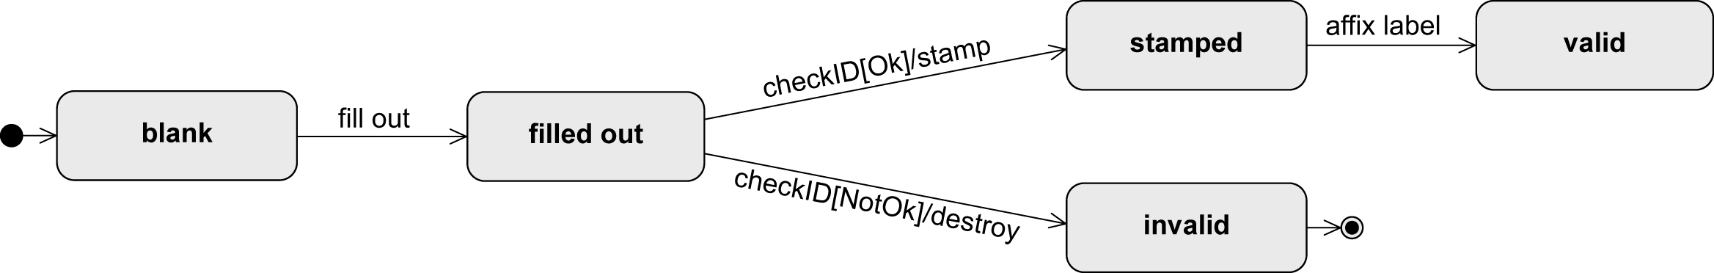 blank
fill out
filled out
checkID[Ok]/stamp
stamped
affix label
valid
checkID[NotOk]/destroy
invalid